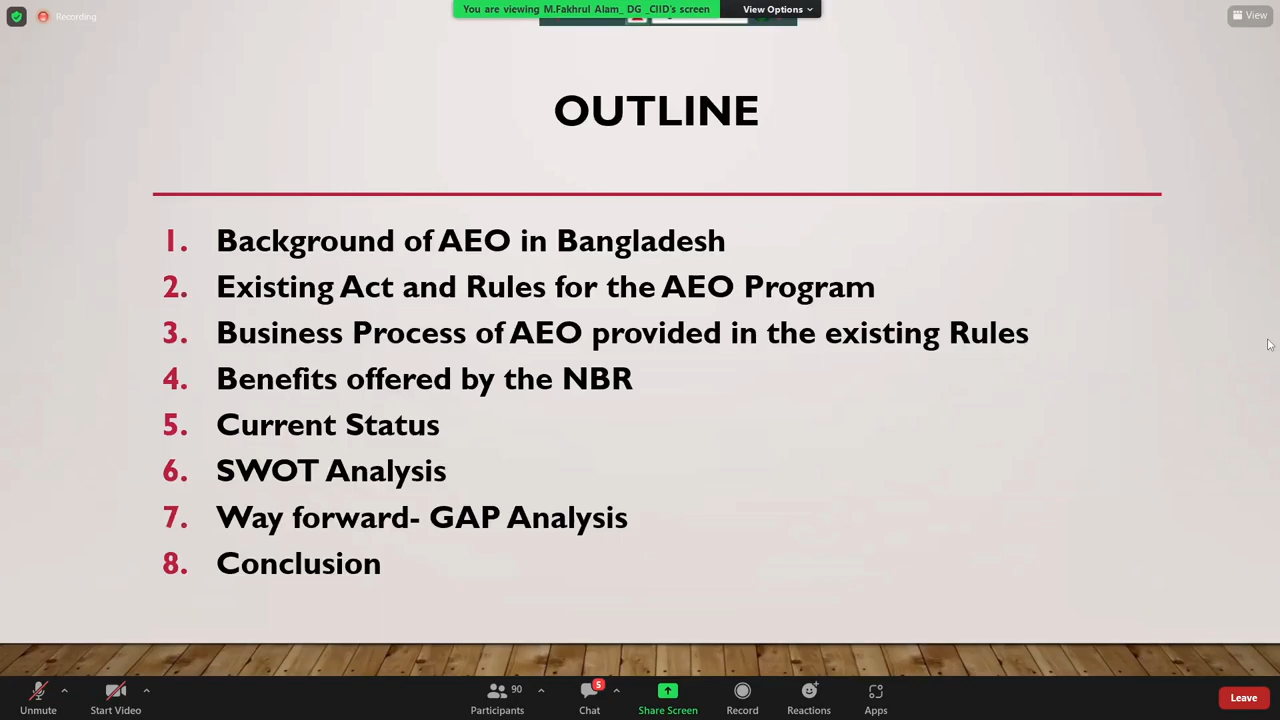 Recording
You are viewing M.Fakhrul Alam_ DG _CIID's screen
View Options
View
OUTLINE
1. Background of AEO in Bangladesh
2. Existing Act and Rules for the AEO Program
3. Business Process of AEO provided in the existing Rules
4. Benefits offered by the NBR
5. Current Status
6. SWOT Analysis
7. Way forward- GAP Analysis
8. Conclusion
Unmute
Start Video
90
Participants
5
Chat
Share Screen
Record
Reactions
Apps
Leave